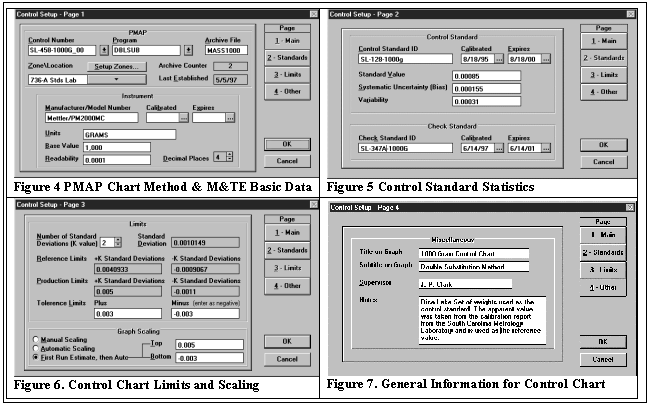 Control Setup - Page 1
PMAP
Control Number Program Archive File
SL-458-1000G_00 DBLSUB MASS1000
Zone\Location Setup Zones... Archive Counter 2
736-A Stds Lab Last Established 5/5/97
Instrument
Manufacturer/Model Number Calibrated Expires
Mettler/PM2000MC ... ...
Units GRAMS
Base Value 1,000
Readability 0.0001 Decimal Places 4
Page
1 - Main
2 - Standards
3 - Limits
4 - Other
OK
Cancel
Figure 4 PMAP Chart Method & M&TE Basic Data
Control Setup - Page 2
Control Standard
Control Standard ID Calibrated Expires
SL-128-1000g 8/18/95 ... 8/18/00 ...
Standard Value 0.00085
Systematic Uncertainty (Bias) 0.000155
Variability 0.00031
Check Standard
Check Standard ID Calibrated Expires
SL-347A-1000G 6/14/97 ... 6/14/01 ...
Page
1 - Main
2 - Standards
3 - Limits
4 - Other
OK
Cancel
Figure 5 Control Standard Statistics
Control Setup - Page 3
Limits
Number of Standard Deviations (K value) 2 Standard Deviation 0.0010149
Reference Limits +K Standard Deviations -K Standard Deviations
0.0040933 -0.0009067
Production Limits +K Standard Deviations -K Standard Deviations
0.005 -0.0011
Tolerance Limits Plus Minus (enter as negative)
0.003 -0.003
Graph Scaling
Manual Scaling
Automatic Scaling
First Run Estimate, then Auto
Top 0.005
Bottom -0.003
Page
1 - Main
2 - Standards
3 - Limits
4 - Other
OK
Cancel
Figure 6. Control Chart Limits and Scaling
Control Setup - Page 4
Miscellaneous
Title on Graph 1000 Gram Control Chart
Subtitle on Graph Double Substitution Method
Supervisor J. P. Clark
Notes
Rice Lake Set of weights used as the
control standard. The apparent value
was taken from the calibration report
from the South Carolina Metrology
Laboratory and is used as the reference
value.
Page
1 - Main
2 - Standards
3 - Limits
4 - Other
OK
Cancel
Figure 7. General Information for Control Chart